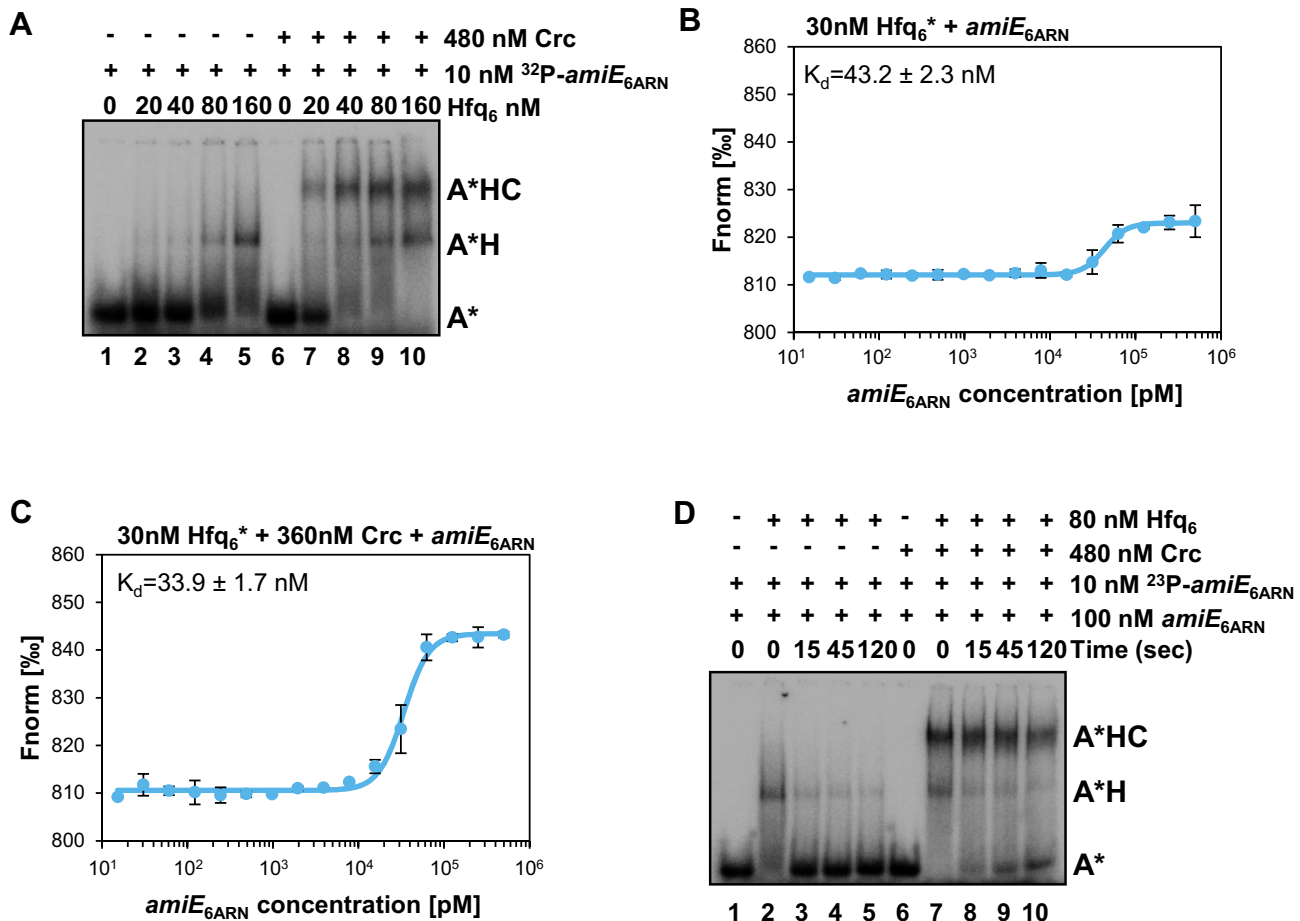 A
- - - - - + + + + + 480 nM Crc
+ + + + + + + + + + 10 nM ³²P-amiE₆ARN
0 20 40 80 160 0 20 40 80 160 Hfq₆ nM
A*HC
A*H
A*
1 2 3 4 5 6 7 8 9 10
B
30nM Hfq₆* + amiE₆ARN
K_d=43.2 ± 2.3 nM
Fnorm [‰]
860
850
840
830
820
810
800
10¹ 10² 10³ 10⁴ 10⁵ 10⁶
amiE₆ARN concentration [pM]
C
30nM Hfq₆* + 360nM Crc + amiE₆ARN
K_d=33.9 ± 1.7 nM
Fnorm [‰]
860
850
840
830
820
810
800
10¹ 10² 10³ 10⁴ 10⁵ 10⁶
amiE₆ARN concentration [pM]
D
- + + + + - + + + + 80 nM Hfq₆
- - - - - + + + + + 480 nM Crc
+ + + + + + + + + + 10 nM ²³P-amiE₆ARN
+ + + + + + + + + + 100 nM amiE₆ARN
0 0 15 45 120 0 0 15 45 120 Time (sec)
A*HC
A*H
A*
1 2 3 4 5 6 7 8 9 10